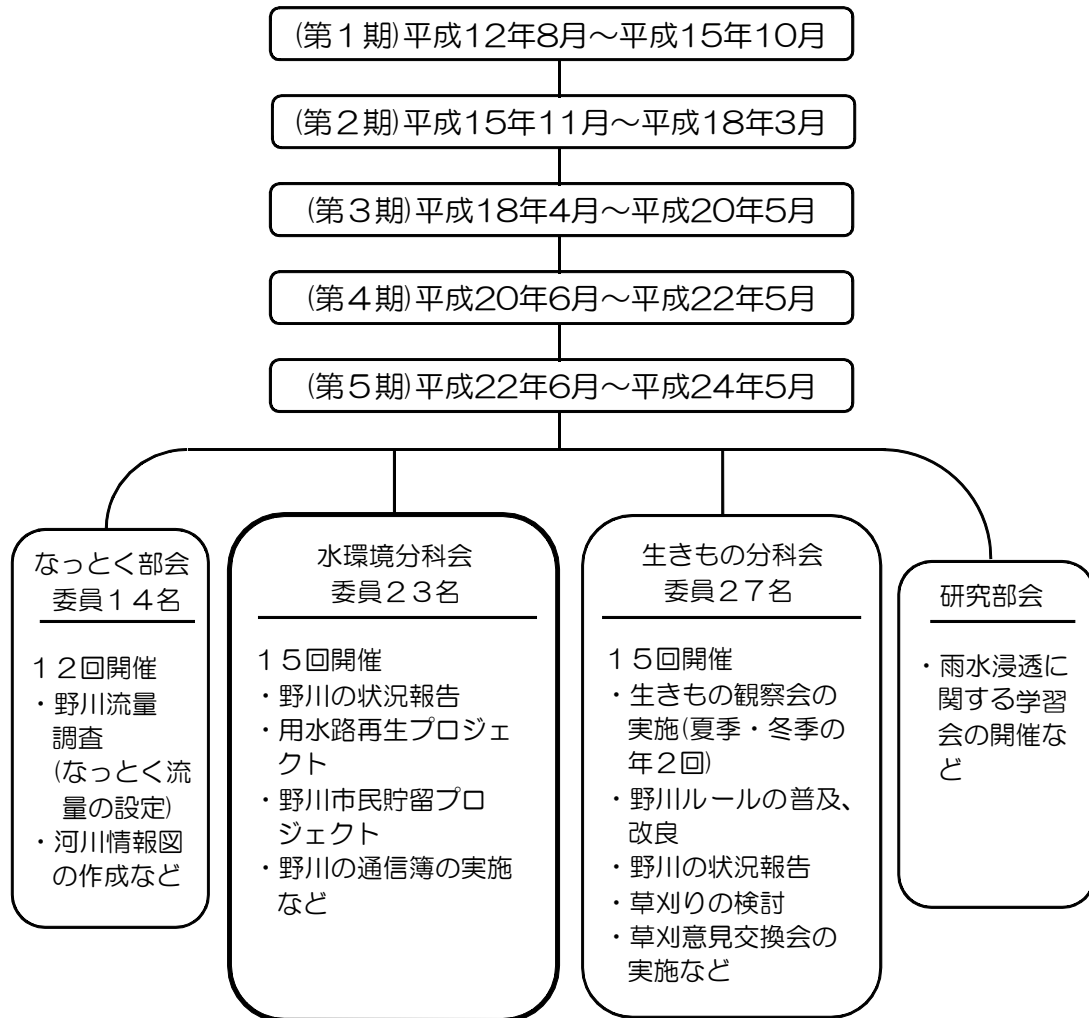 (第１期)平成12年8月～平成15年10月
(第２期)平成15年11月～平成18年3月
(第３期)平成18年4月～平成20年5月
(第４期)平成20年6月～平成22年5月
(第５期)平成22年6月～平成24年5月
なっとく部会
委員１４名
１２回開催
・野川流量
調査
(なっとく流
量の設定)
・河川情報図
の作成など
水環境分科会
委員２３名
１５回開催
・野川の状況報告
・用水路再生プロジェ
クト
・野川市民貯留プロ
ジェクト
・野川の通信簿の実施
など
生きもの分科会
委員２７名
１５回開催
・生きもの観察会の
実施(夏季・冬季の
年２回)
・野川ルールの普及、
改良
・野川の状況報告
・草刈りの検討
・草刈意見交換会の
実施など
研究部会
・雨水浸透に
関する学習
会の開催な
ど